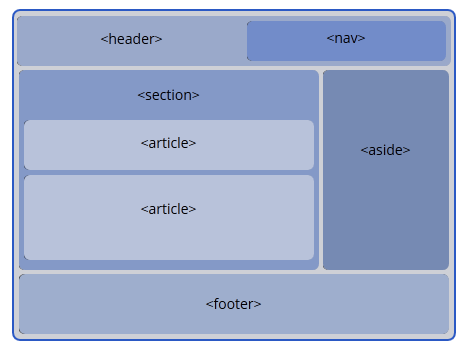 <header>
<nav>
<section>
<article>
<article>
<aside>
<footer>